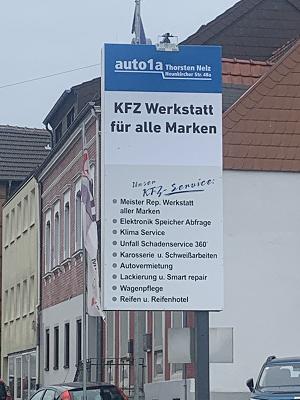 auto1a Thorsten Nelz
Neunkircher Str. 48a
KFZ Werkstatt
für alle Marken
Unser
KFZ-Service:
Meister Rep. Werkstatt
aller Marken
Elektronik Speicher Abfrage
Klima Service
Unfall Schadenservice 360°
Karosserie u. Schweißarbeiten
Autovermietung
Lackierung u. Smart repair
Wagenpflege
Reifen u. Reifenhotel